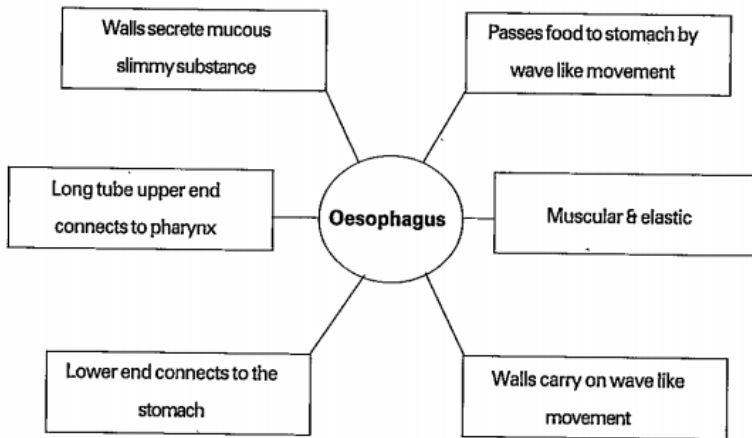 Walls secrete mucous
slimmy substance
Passes food to stomach by
wave like movement
Long tube upper end
connects to pharynx
Oesophagus
Muscular & elastic
Lower end connects to the
stomach
Walls carry on wave like
movement